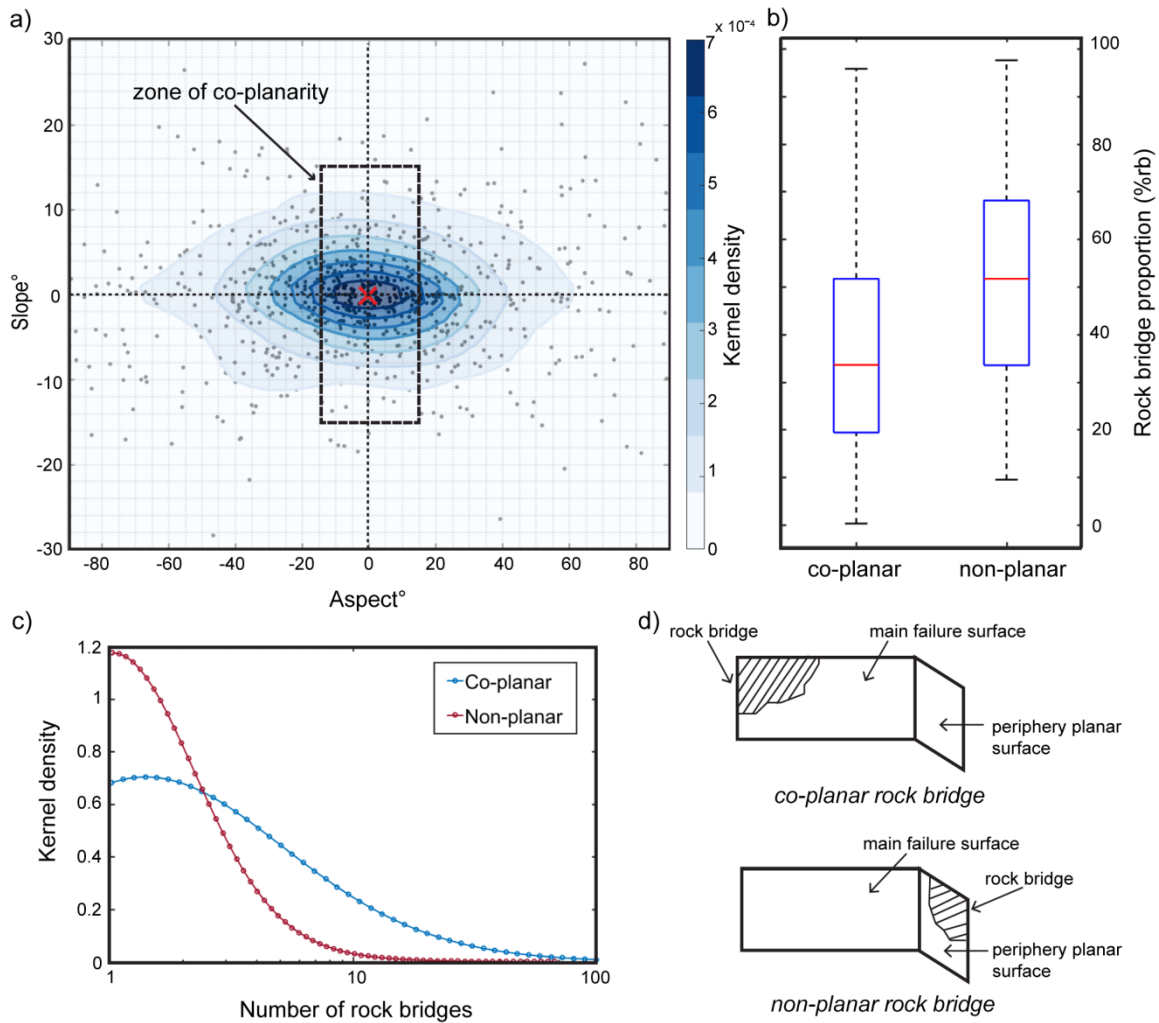 a)
x 10⁻⁴
b)
30
20
10
0
-10
-20
-30
Slope°
zone of co-planarity
-80
-60
-40
-20
0
20
40
60
80
Aspect°
7
6
5
4
3
2
1
0
Kernel density
100
80
60
40
20
0
Rock bridge proportion (%rb)
co-planar
non-planar
c)
1.2
1
0.8
0.6
0.4
0.2
0
Kernel density
Co-planar
Non-planar
1
10
100
Number of rock bridges
d)
rock bridge
main failure surface
periphery planar
surface
co-planar rock bridge
main failure surface
rock bridge
periphery planar
surface
non-planar rock bridge